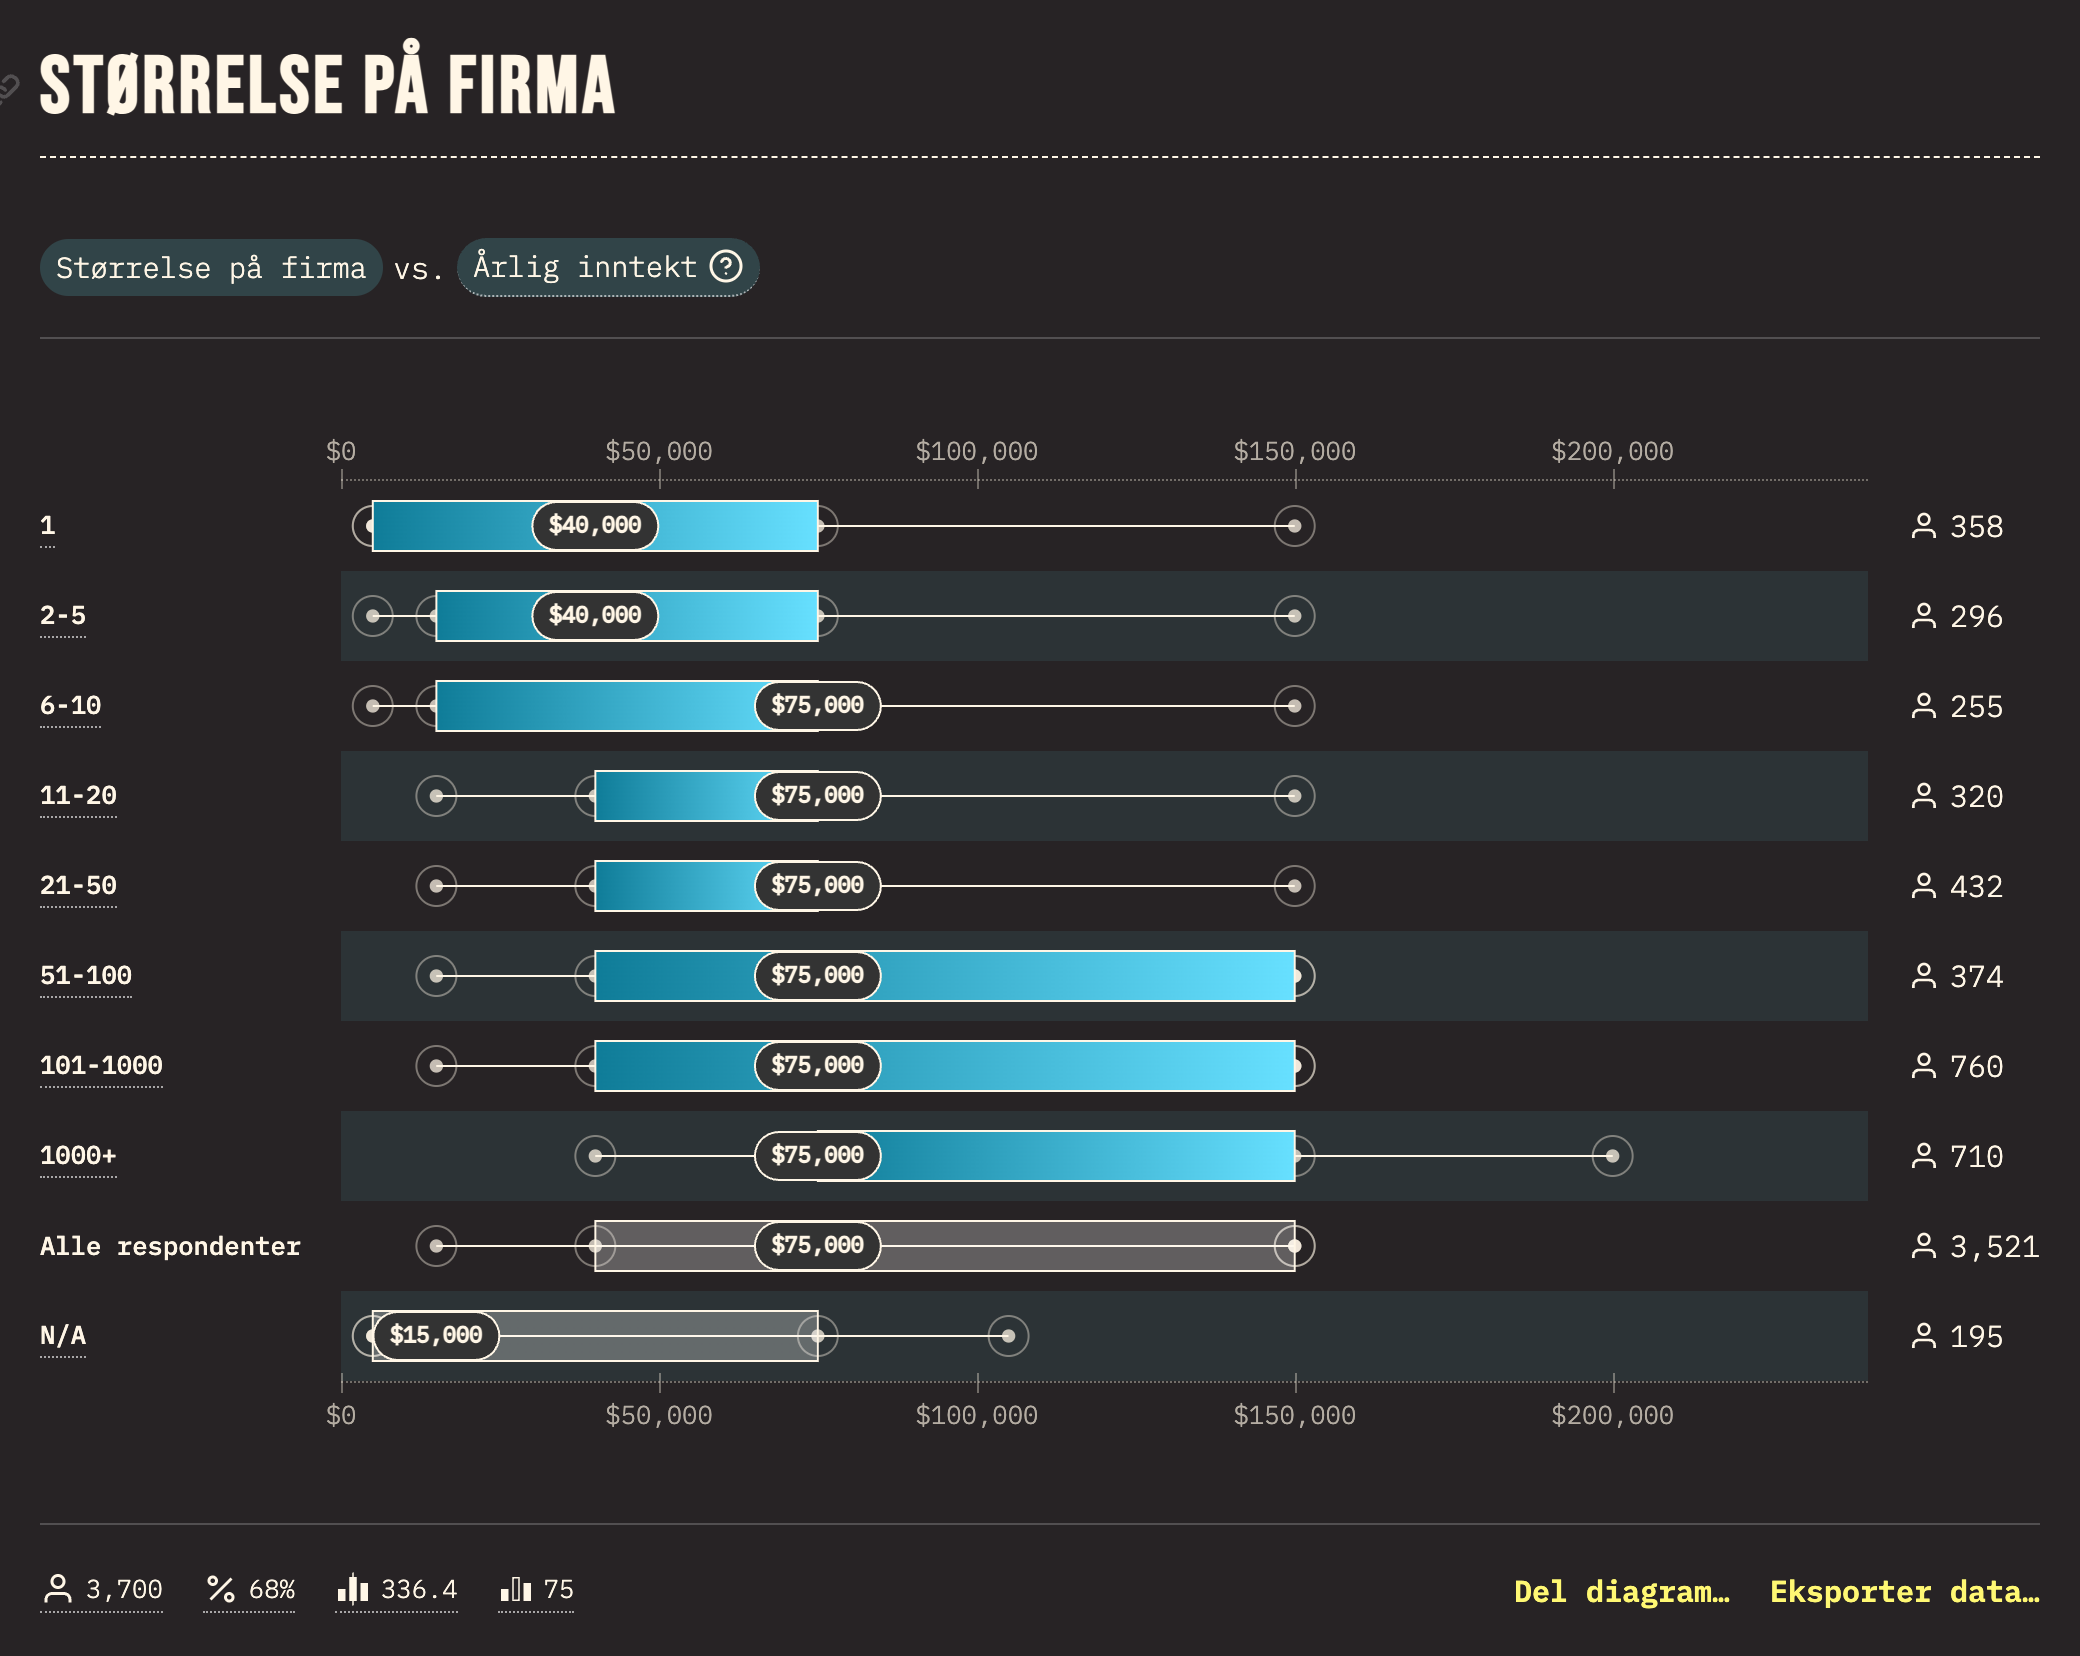 STØRRELSE PÅ FIRMA
Størrelse på firma vs. Årlig inntekt ?
$0 $50,000 $100,000 $150,000 $200,000
1 $40,000 358
2-5 $40,000 296
6-10 $75,000 255
11-20 $75,000 320
21-50 $75,000 432
51-100 $75,000 374
101-1000 $75,000 760
1000+ $75,000 710
Alle respondenter $75,000 3,521
N/A $15,000 195
$0 $50,000 $100,000 $150,000 $200,000
3,700 % 68% 336.4 75 Del diagram… Eksporter data…